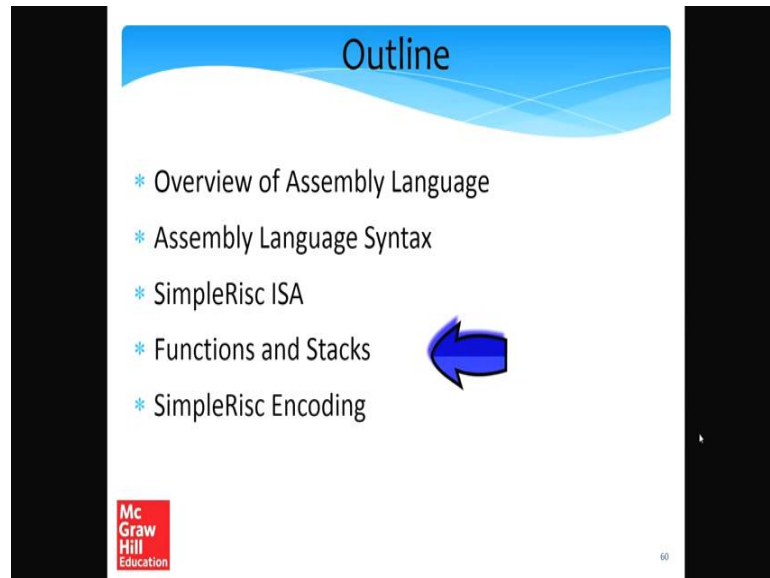 Outline
* Overview of Assembly Language
* Assembly Language Syntax
* SimpleRisc ISA
* Functions and Stacks
* SimpleRisc Encoding
Mc
Graw
Hill
Education
60